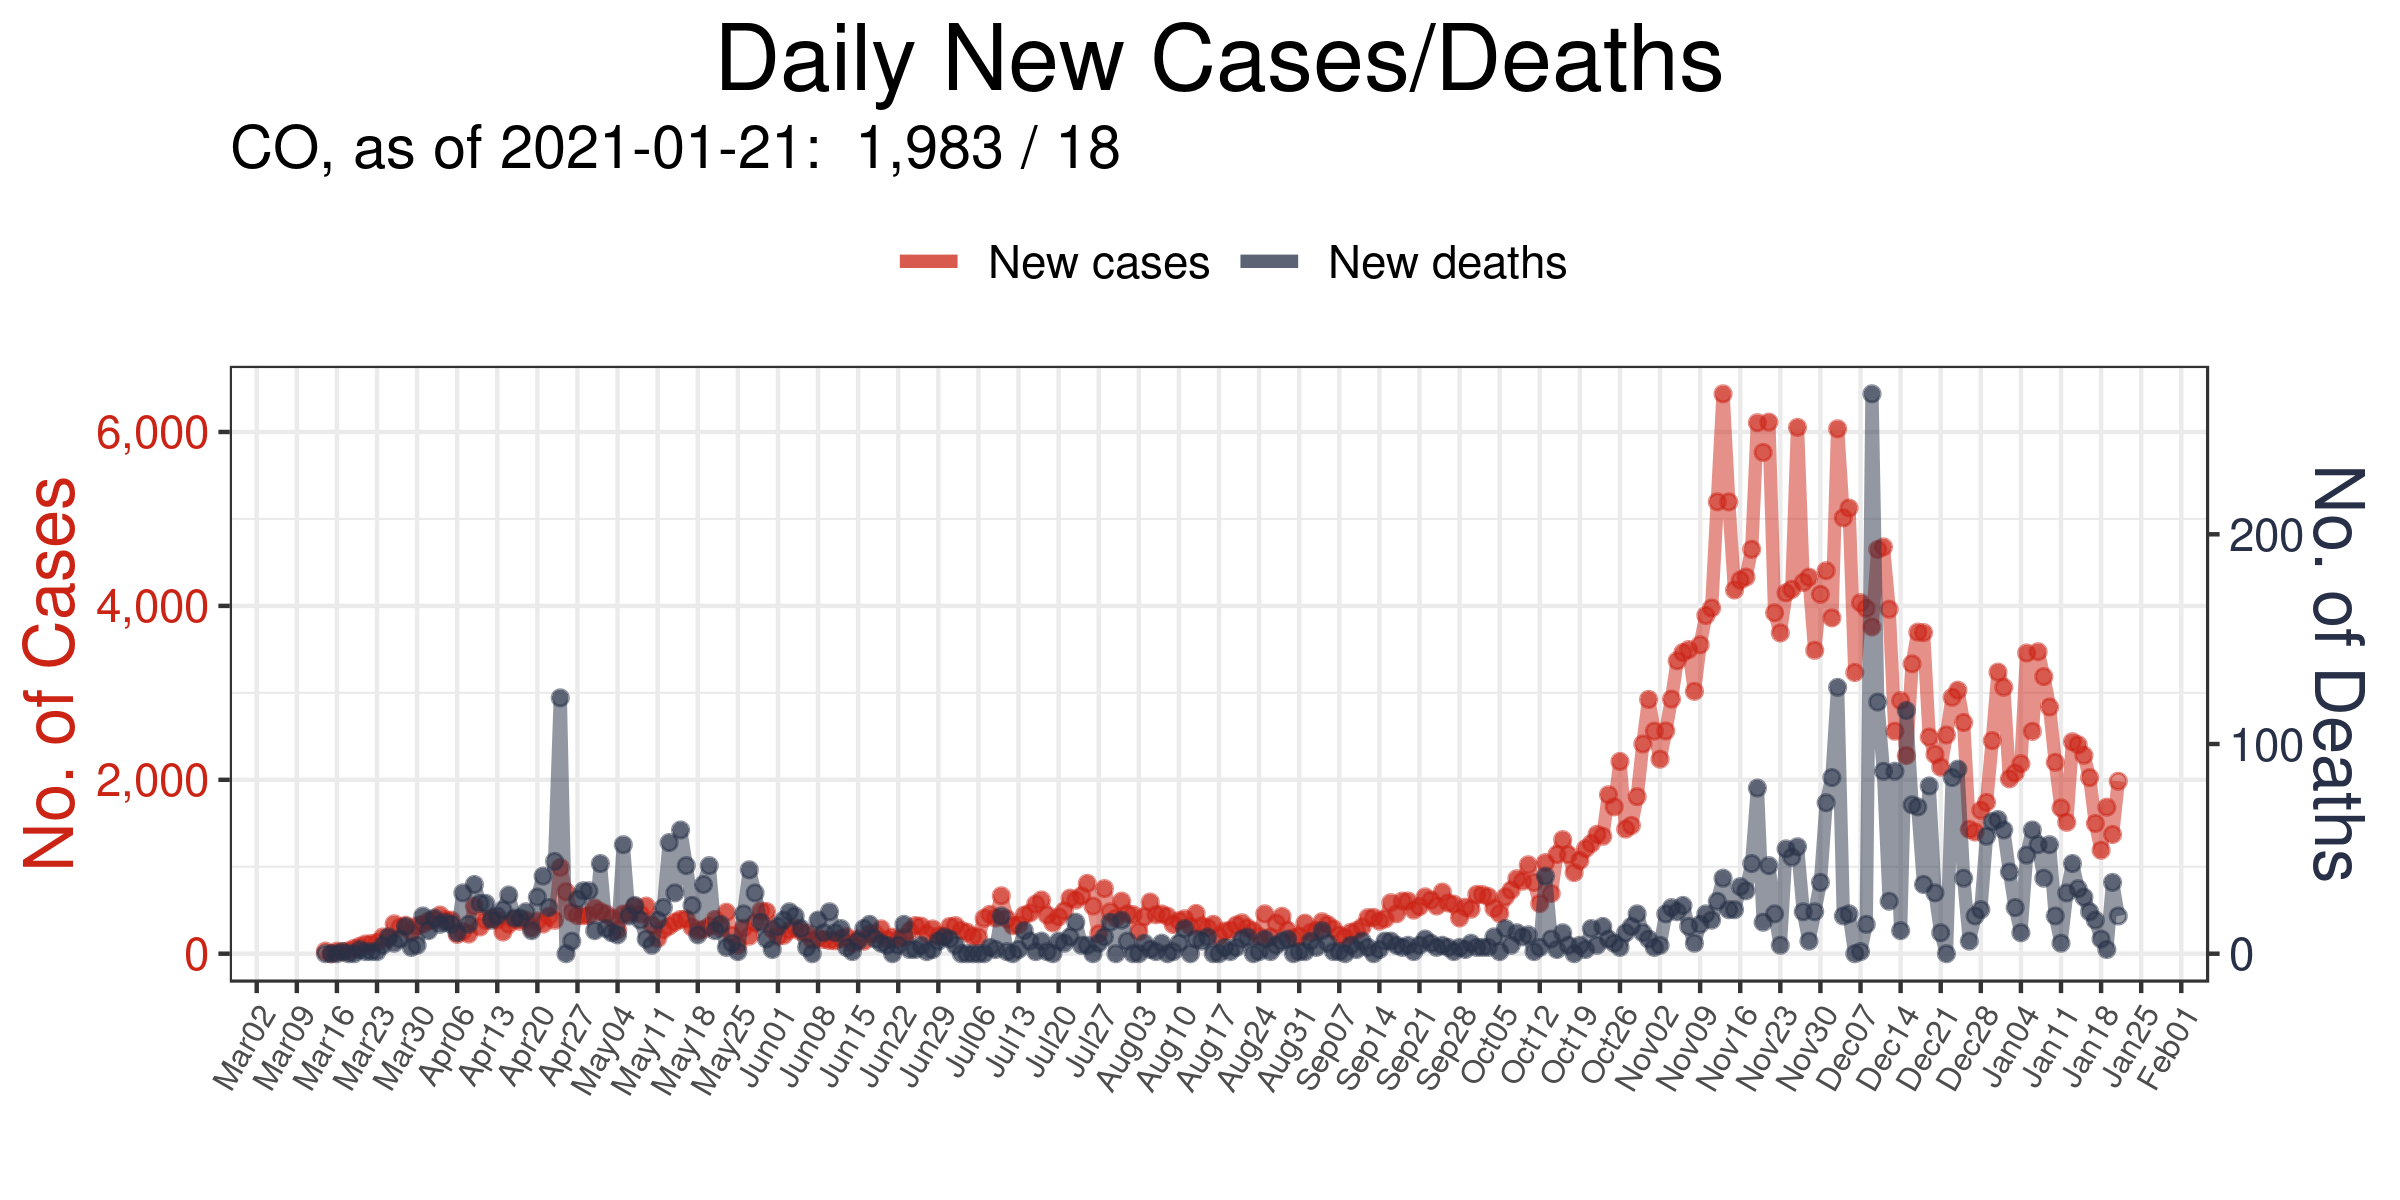 Daily New Cases/Deaths
CO, as of 2021-01-21:  1,983 / 18
New cases
New deaths
No. of Cases
6,000
4,000
2,000
0
No. of Deaths
200
100
0
Mar02
Mar09
Mar16
Mar23
Mar30
Apr06
Apr13
Apr20
Apr27
May04
May11
May18
May25
Jun01
Jun08
Jun15
Jun22
Jun29
Jul06
Jul13
Jul20
Jul27
Aug03
Aug10
Aug17
Aug24
Aug31
Sep07
Sep14
Sep21
Sep28
Oct05
Oct12
Oct19
Oct26
Nov02
Nov09
Nov16
Nov23
Nov30
Dec07
Dec14
Dec21
Dec28
Jan04
Jan11
Jan18
Jan25
Feb01